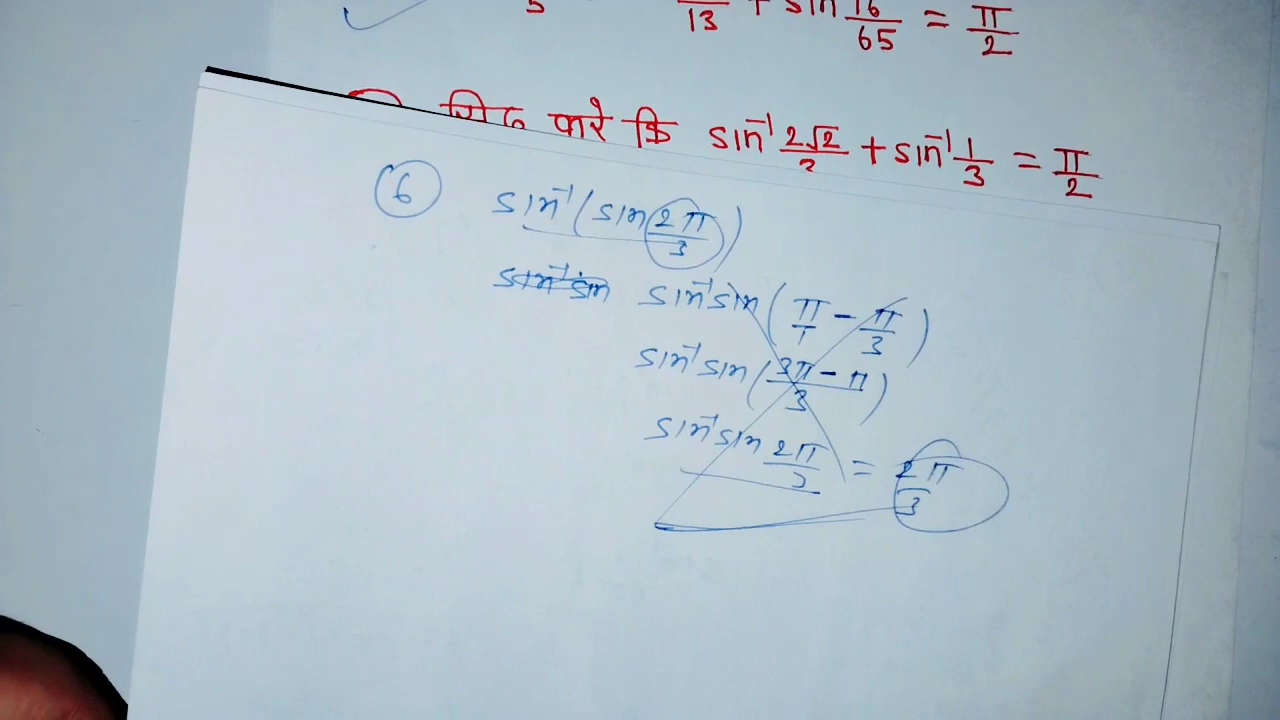 5 13 + sin 16/65 = π/2
सिद्ध करे कि sin⁻¹ 2√2/3 + sin⁻¹ 1/3 = π/2
6 sin⁻¹(sin 2π/3)
sin⁻¹sin sin⁻¹sin(π/1 - π/3)
sin⁻¹sin(3π-π/3)
sin⁻¹sin 2π/3 = 2π/3